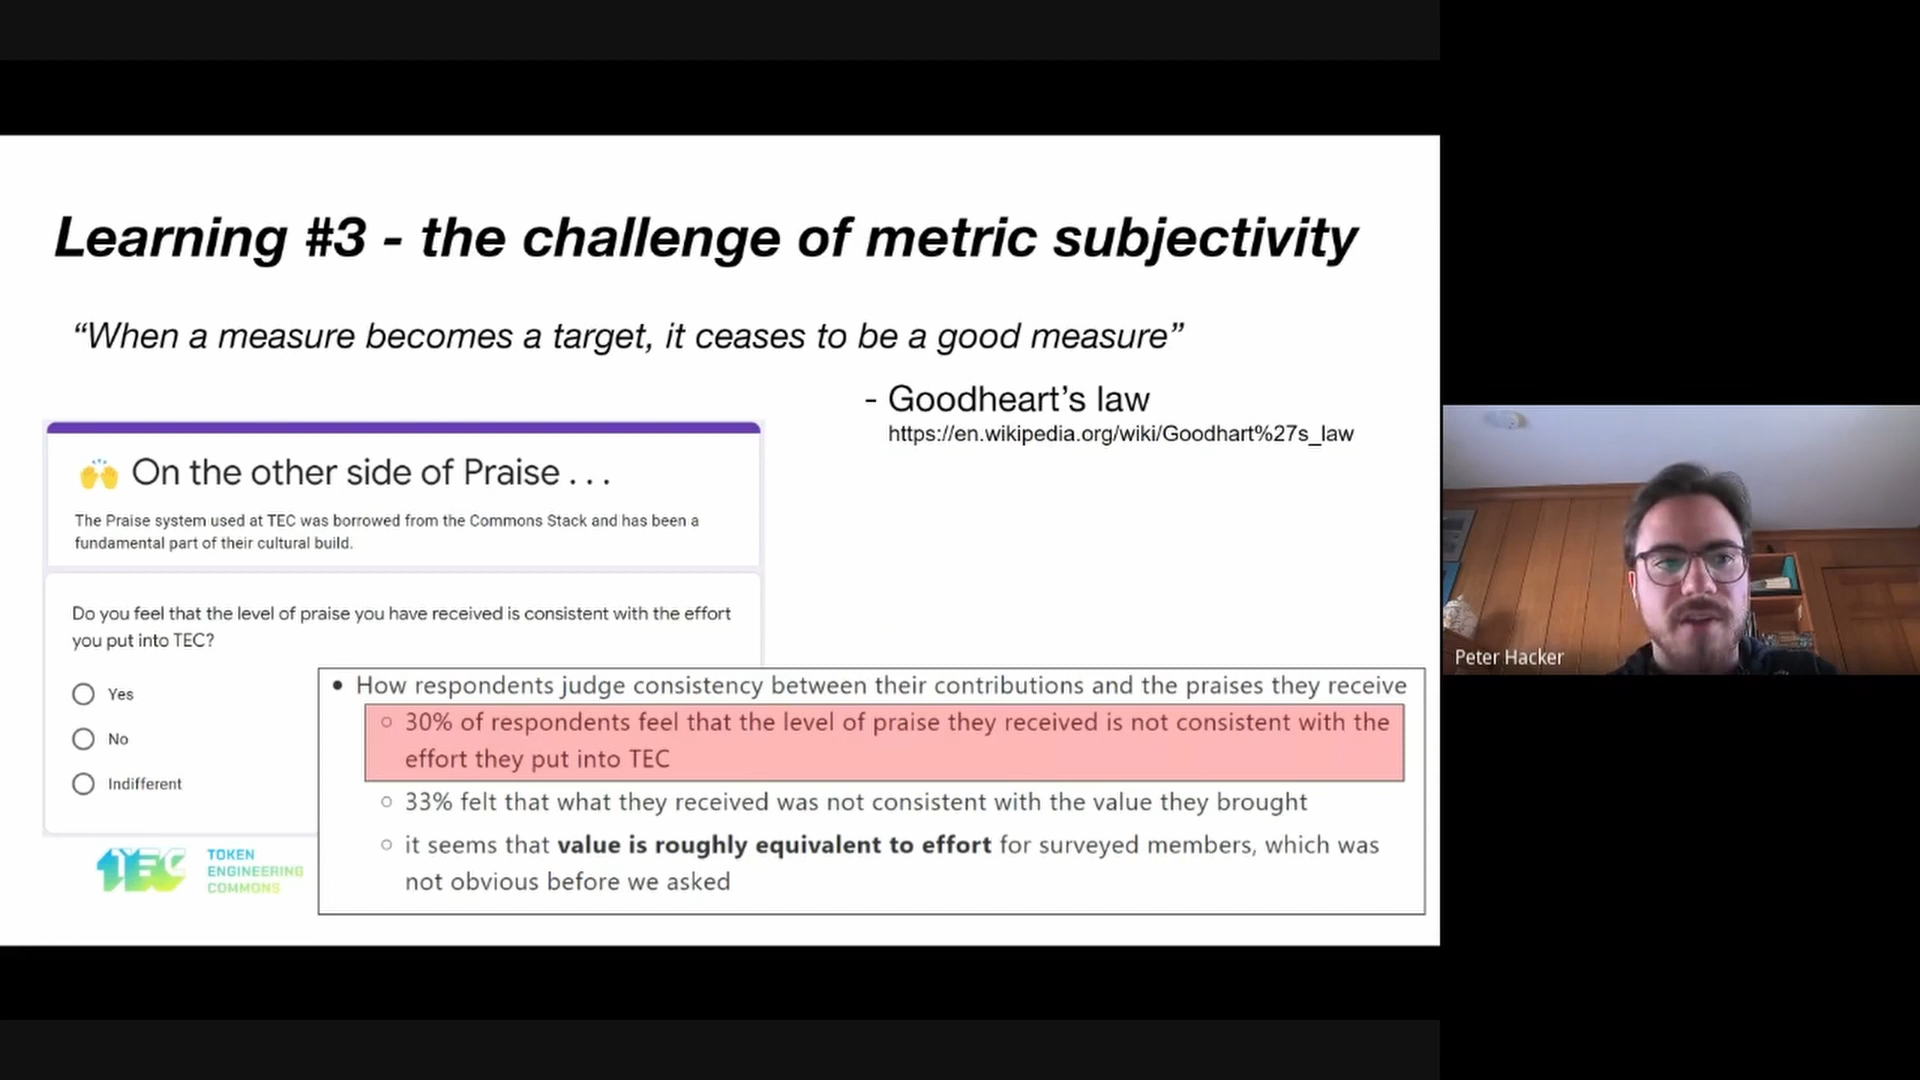 Learning #3 - the challenge of metric subjectivity
“When a measure becomes a target, it ceases to be a good measure”
- Goodheart’s law
https://en.wikipedia.org/wiki/Goodhart%27s_law
On the other side of Praise . . .
The Praise system used at TEC was borrowed from the Commons Stack and has been a
fundamental part of their cultural build.
Do you feel that the level of praise you have received is consistent with the effort
you put into TEC?
Yes
No
Indifferent
• How respondents judge consistency between their contributions and the praises they receive
○ 30% of respondents feel that the level of praise they received is not consistent with the
effort they put into TEC
○ 33% felt that what they received was not consistent with the value they brought
○ it seems that value is roughly equivalent to effort for surveyed members, which was
not obvious before we asked
TEC
TOKEN
ENGINEERING
COMMONS
Peter Hacker